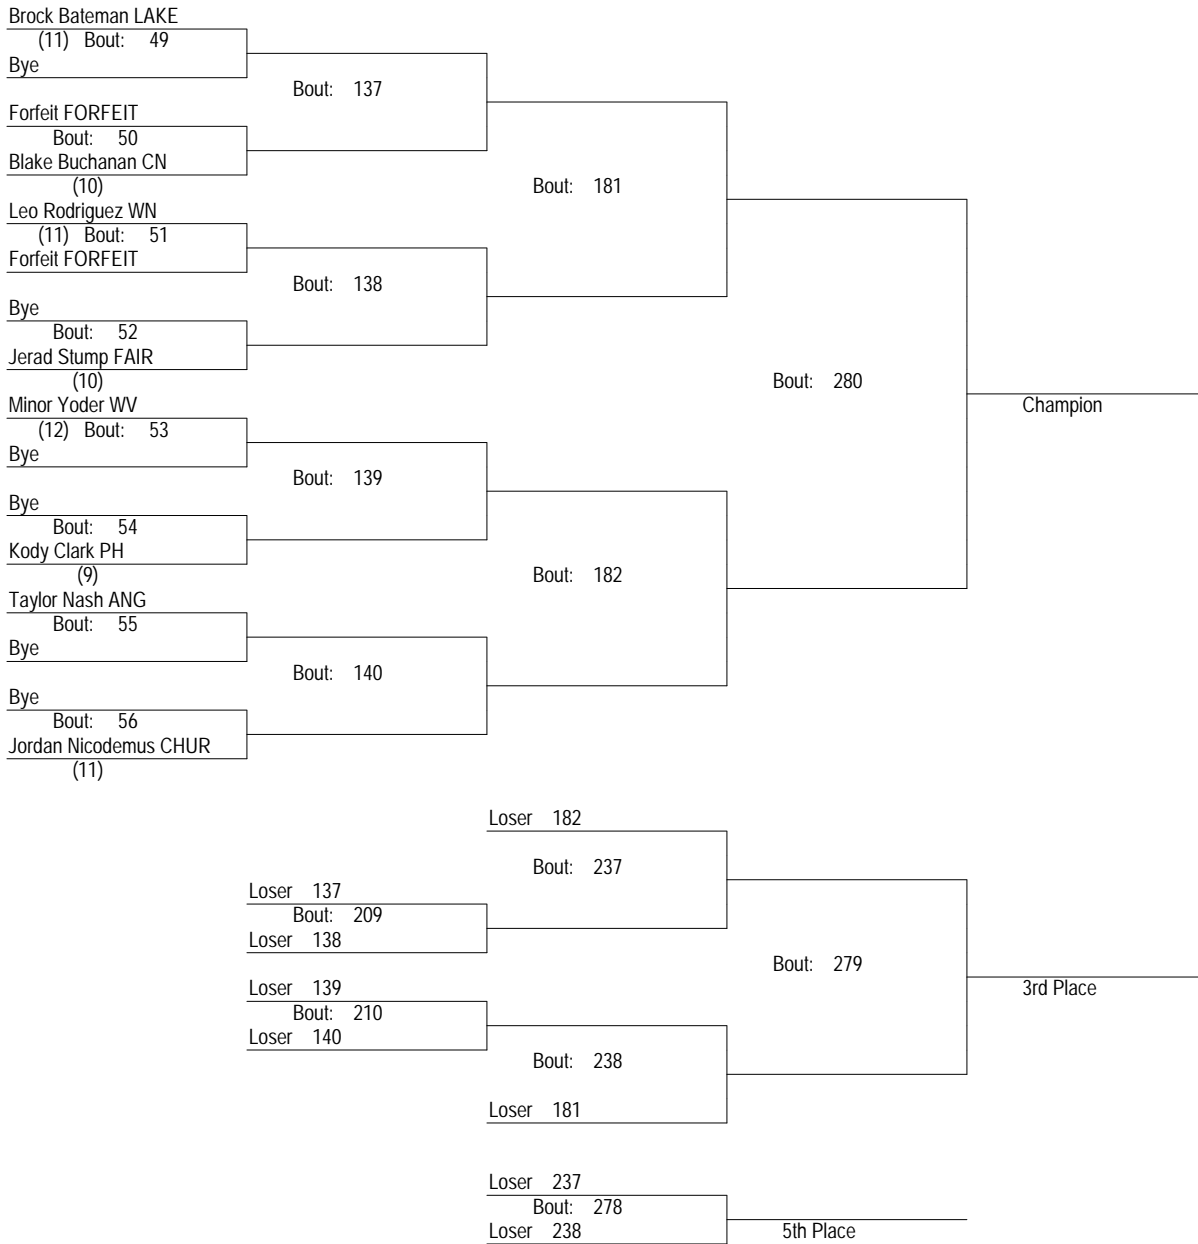 Brock Bateman LAKE
(11) Bout: 49
Bye
Bout: 137
Forfeit FORFEIT
Bout: 50
Blake Buchanan CN
(10)
Bout: 181
Leo Rodriguez WN
(11) Bout: 51
Forfeit FORFEIT
Bout: 138
Bye
Bout: 52
Jerad Stump FAIR
(10)
Bout: 280
Minor Yoder WV
Champion
(12) Bout: 53
Bye
Bout: 139
Bye
Bout: 54
Kody Clark PH
(9)
Bout: 182
Taylor Nash ANG
Bout: 55
Bye
Bout: 140
Bye
Bout: 56
Jordan Nicodemus CHUR
(11)
Loser 182
Bout: 237
Loser 137
Bout: 209
Loser 138
Bout: 279
Loser 139
3rd Place
Bout: 210
Loser 140
Bout: 238
Loser 181
Loser 237
Bout: 278
Loser 238
5th Place